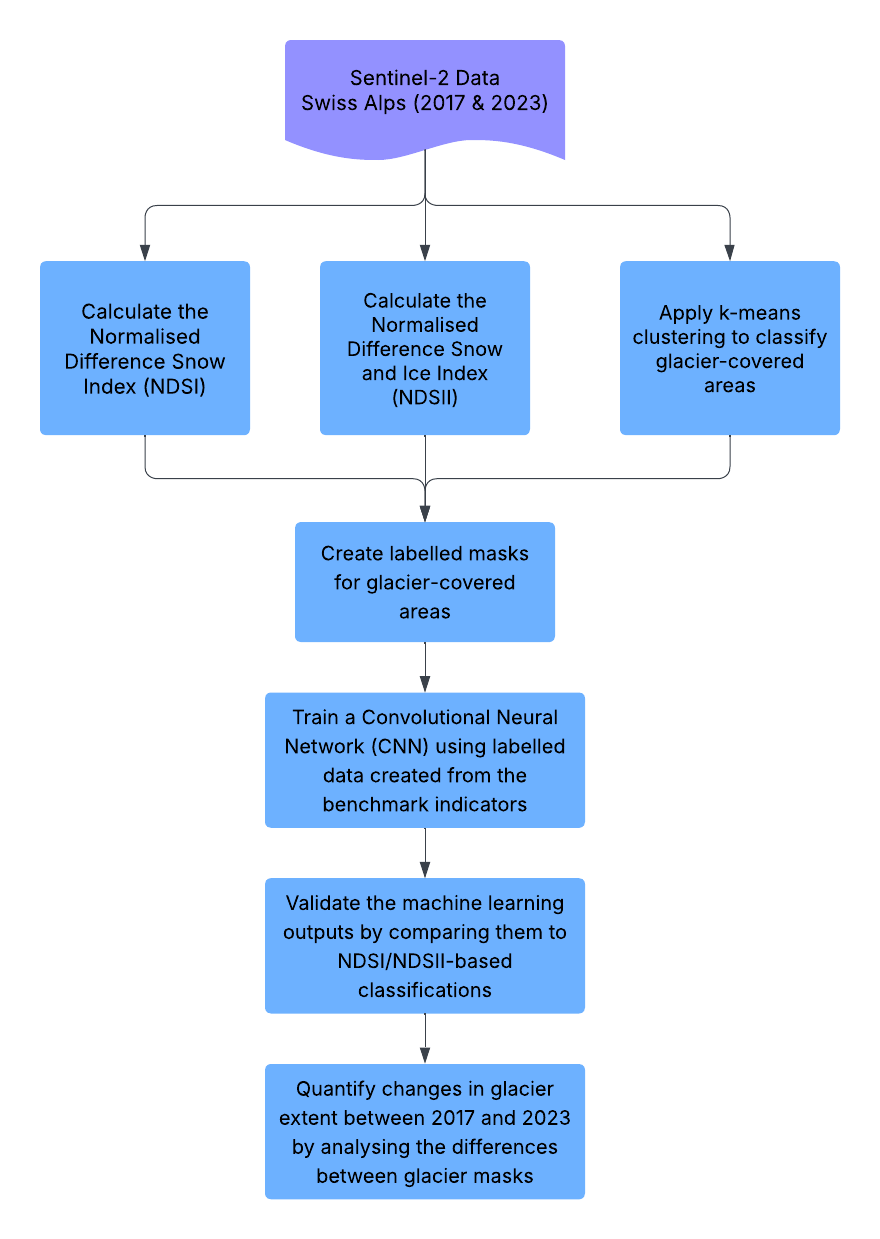 Sentinel-2 Data
Swiss Alps (2017 & 2023)
Calculate the
Normalised
Difference Snow
Index (NDSI)
Calculate the
Normalised
Difference Snow
and Ice Index
(NDSII)
Apply k-means
clustering to classify
glacier-covered
areas
Create labelled masks
for glacier-covered
areas
Train a Convolutional Neural
Network (CNN) using labelled
data created from the
benchmark indicators
Validate the machine learning
outputs by comparing them to
NDSI/NDSII-based
classifications
Quantify changes in glacier
extent between 2017 and 2023
by analysing the differences
between glacier masks